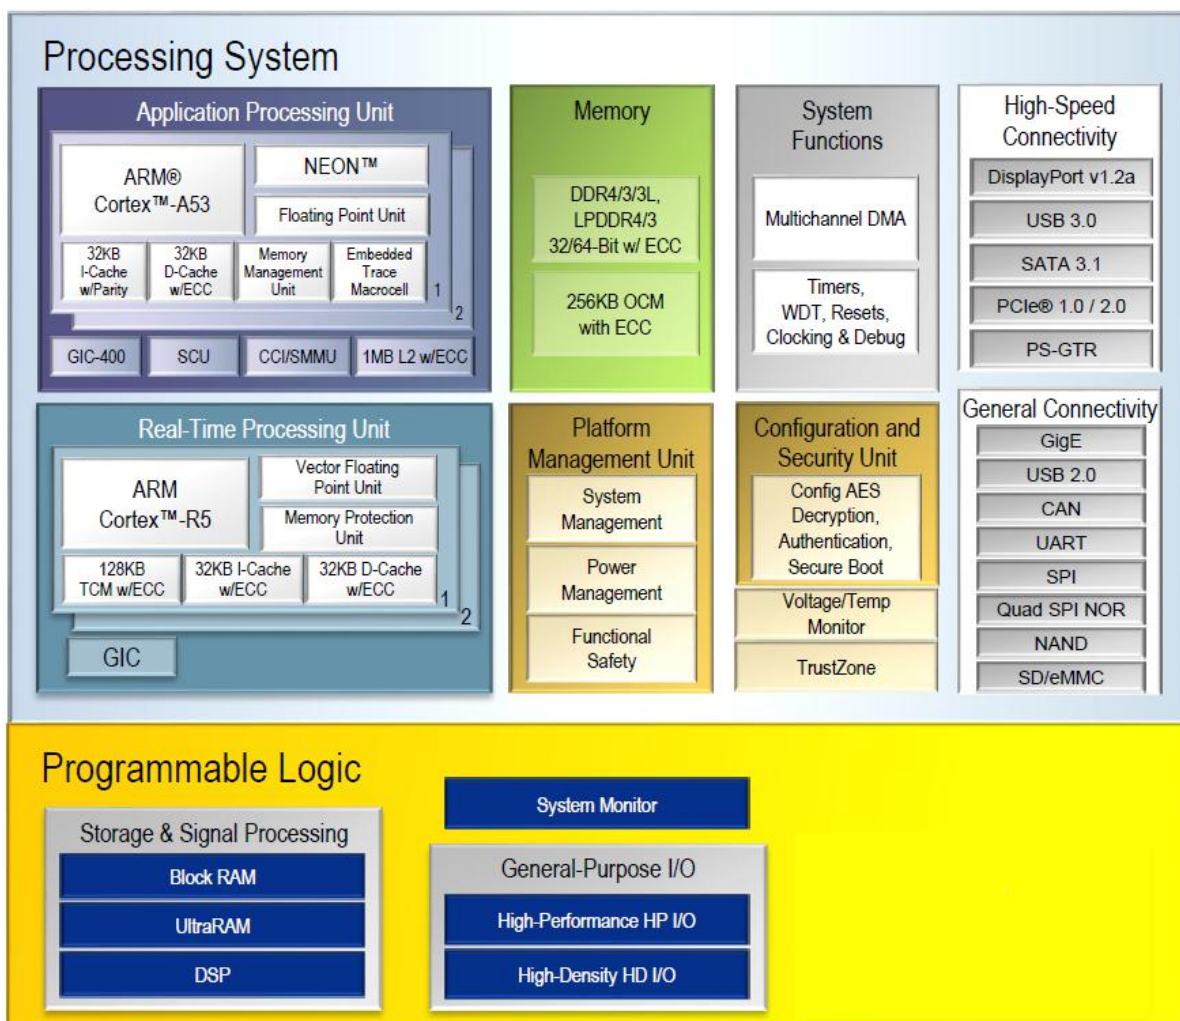 Processing System
Application Processing Unit
ARM®
Cortex™-A53
NEON™
Floating Point Unit
32KB
I-Cache
w/Parity
32KB
D-Cache
w/ECC
Memory
Management
Unit
Embedded
Trace
Macrocell
1
2
GIC-400
SCU
CCI/SMMU
1MB L2 w/ECC
Memory
DDR4/3/3L,
LPDDR4/3
32/64-Bit w/ ECC
256KB OCM
with ECC
System
Functions
Multichannel DMA
Timers,
WDT, Resets,
Clocking & Debug
High-Speed
Connectivity
DisplayPort v1.2a
USB 3.0
SATA 3.1
PCIe® 1.0 / 2.0
PS-GTR
Real-Time Processing Unit
ARM
Cortex™-R5
Vector Floating
Point Unit
Memory Protection
Unit
128KB
TCM w/ECC
32KB I-Cache
w/ECC
32KB D-Cache
w/ECC
1
2
GIC
Platform
Management Unit
System
Management
Power
Management
Functional
Safety
Configuration and
Security Unit
Config AES
Decryption,
Authentication,
Secure Boot
Voltage/Temp
Monitor
TrustZone
General Connectivity
GigE
USB 2.0
CAN
UART
SPI
Quad SPI NOR
NAND
SD/eMMC
Programmable Logic
Storage & Signal Processing
Block RAM
UltraRAM
DSP
System Monitor
General-Purpose I/O
High-Performance HP I/O
High-Density HD I/O